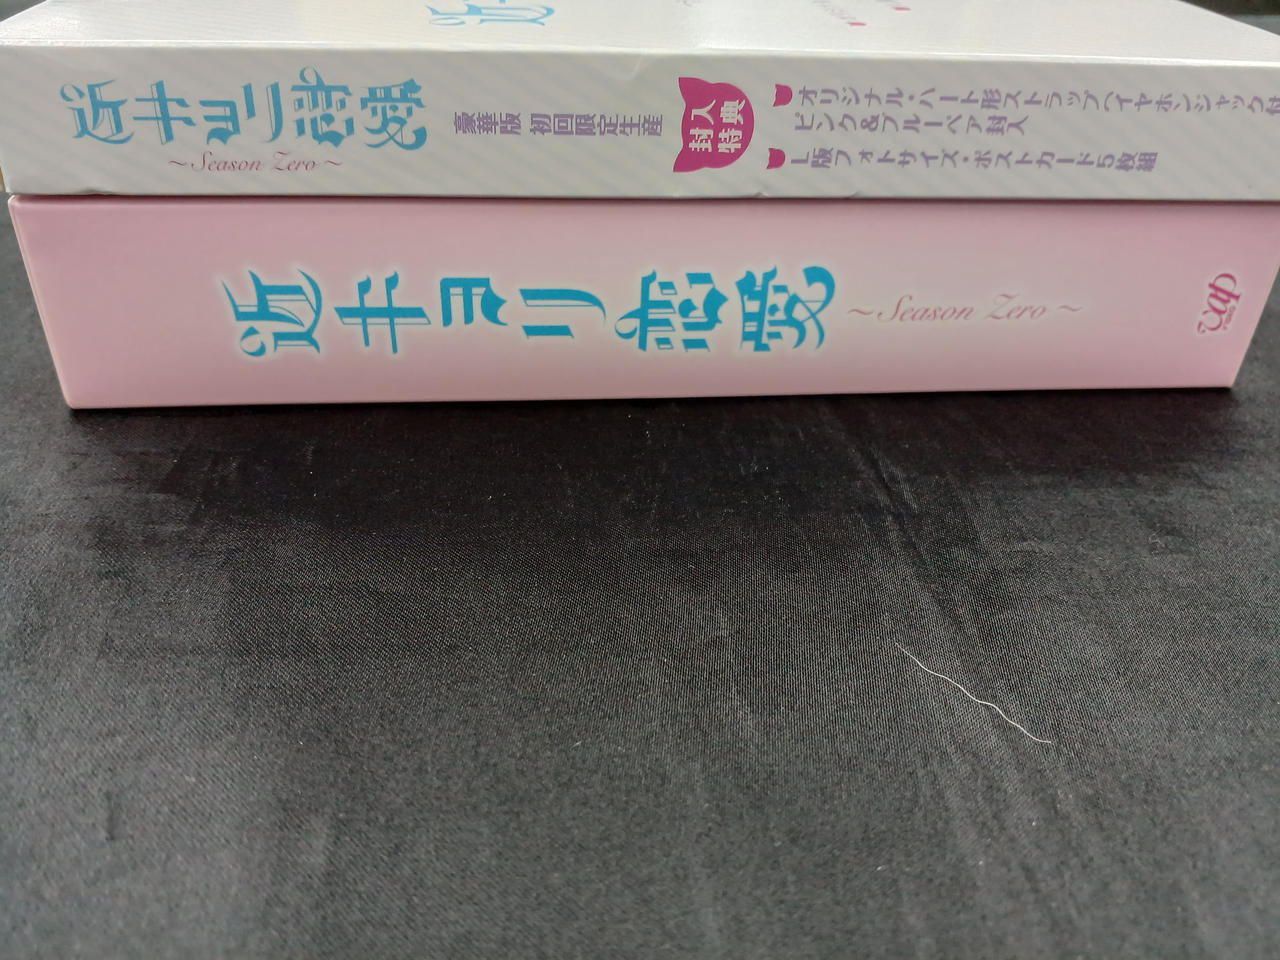 近キョリ恋愛
～Season Zero～
豪華版 初回限定生産
封入
特典
オリジナル・ハート形ストラップ(イヤホンジャック付
ピンク&ブルーペア封入
L版フォトサイズ・ポストカード5枚組
近キョリ恋愛 ～Season Zero～
vap